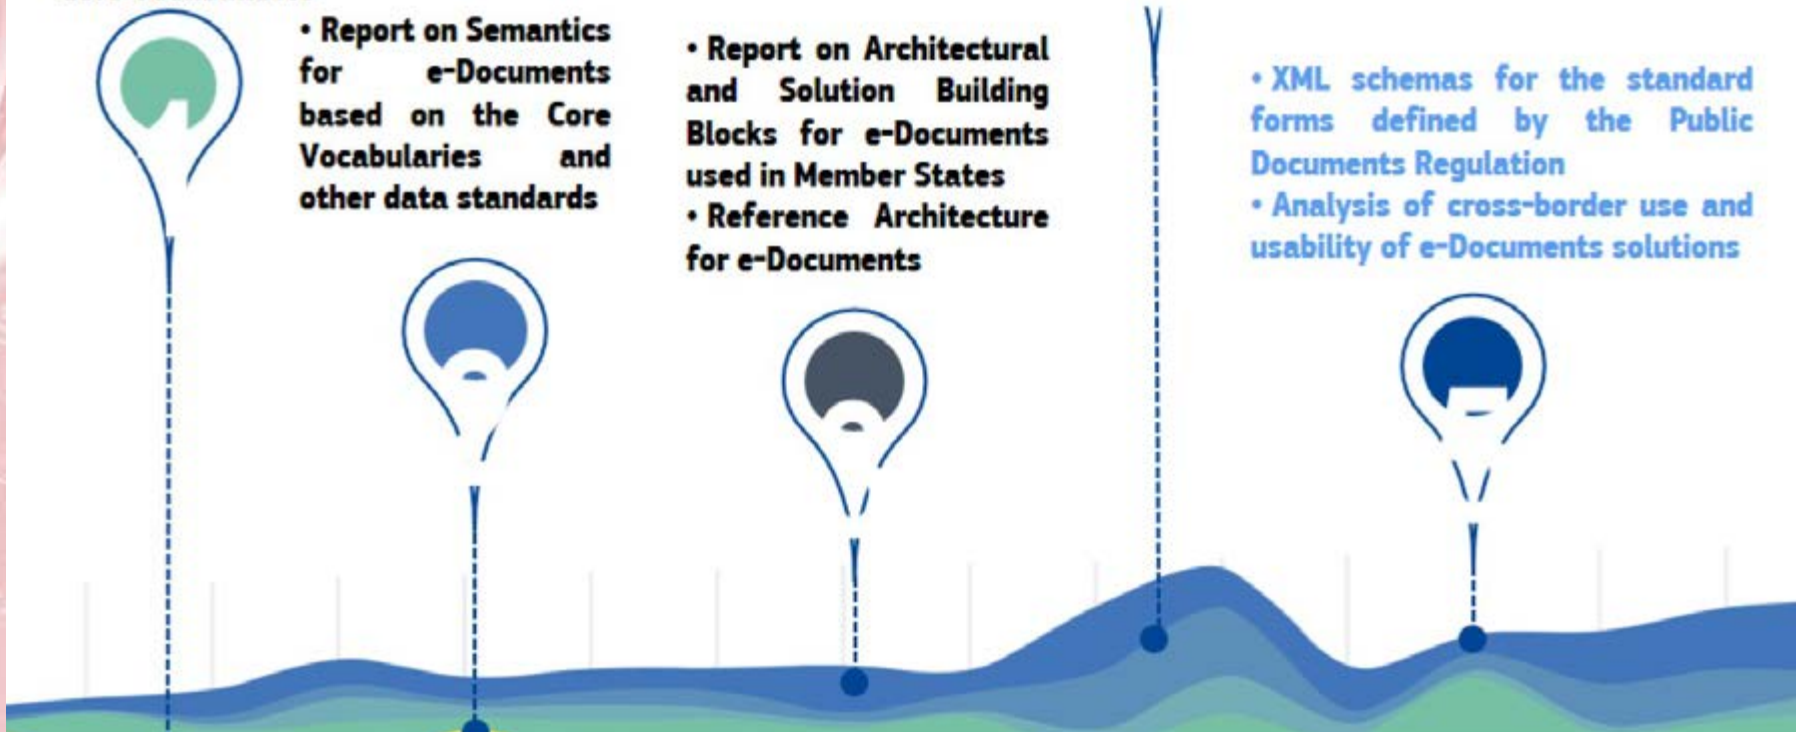 • Report on Semantics
for e-Documents
based on the Core
Vocabularies and
other data standards
• Report on Architectural
and Solution Building
Blocks for e-Documents
used in Member States
• Reference Architecture
for e-Documents
• XML schemas for the standard
forms defined by the Public
Documents Regulation
• Analysis of cross-border use and
usability of e-Documents solutions